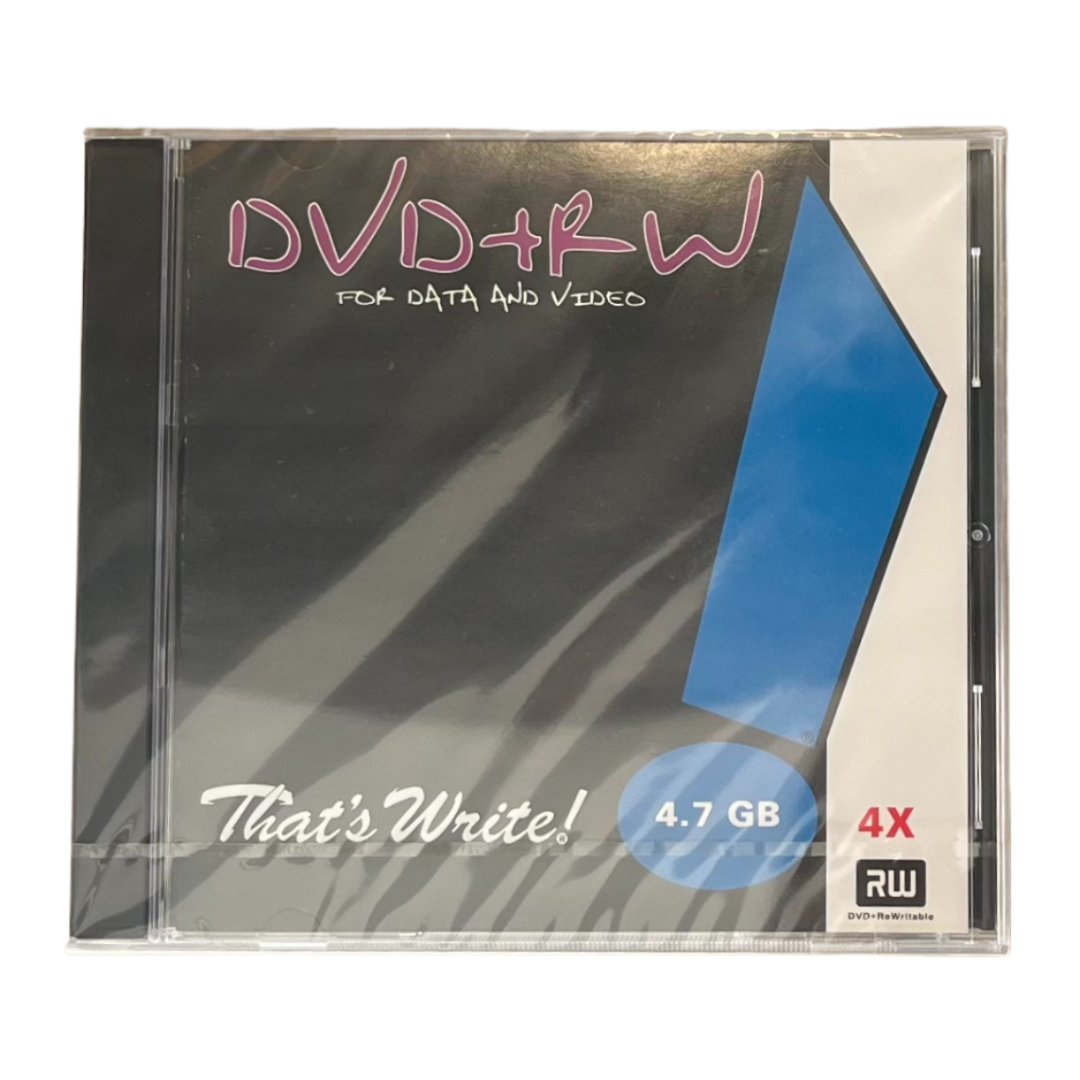 DVD+RW
FOR DATA AND VIDEO
®
That's Write!®
4.7 GB
4X
RW
DVD+ReWritable